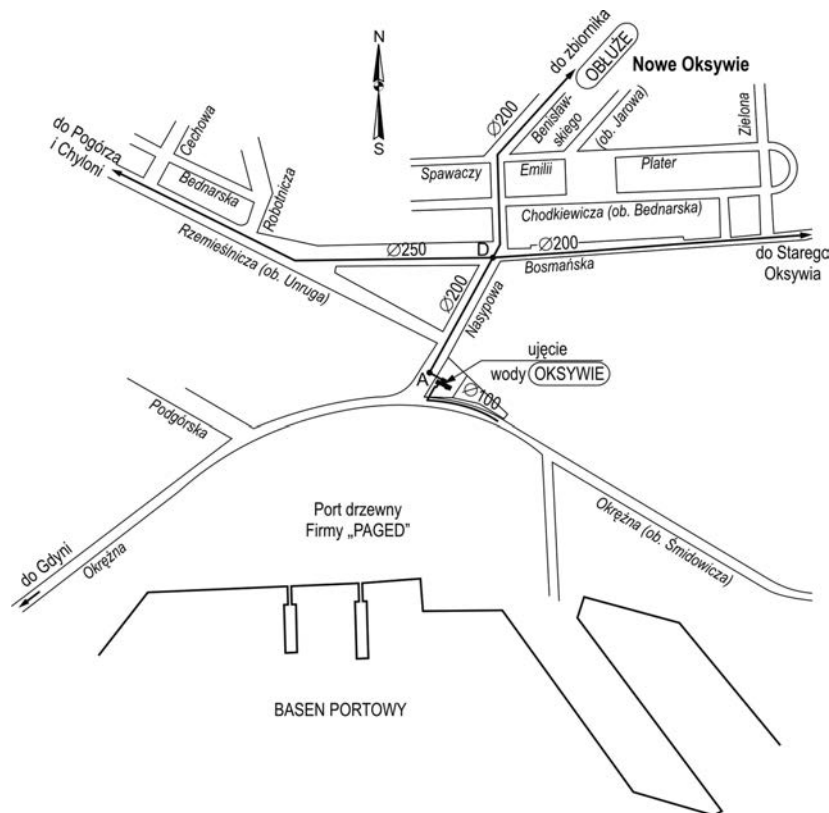 N
S
do zbiornika
OBŁUŻE
Nowe Oksywie
Ø200
Benisław-
skiego
(ob. Jarowa)
Zielona
Cechowa
do Pogórza
i Chyloni
Bednarska
Robotnicza
Spawaczy
Emilii
Plater
Chodkiewicza (ob. Bednarska)
Rzemieślnicza (ob. Unruga)
Ø250
D
Ø200
Bosmańska
do Starego
Oksywia
Ø200
Nasypowa
ujęcie
wody OKSYWIE
A
Ø100
Podgórska
Port drzewny
Firmy „PAGED”
Okrężna (ob. Śmidowicza)
do Gdyni
Okrężna
BASEN PORTOWY